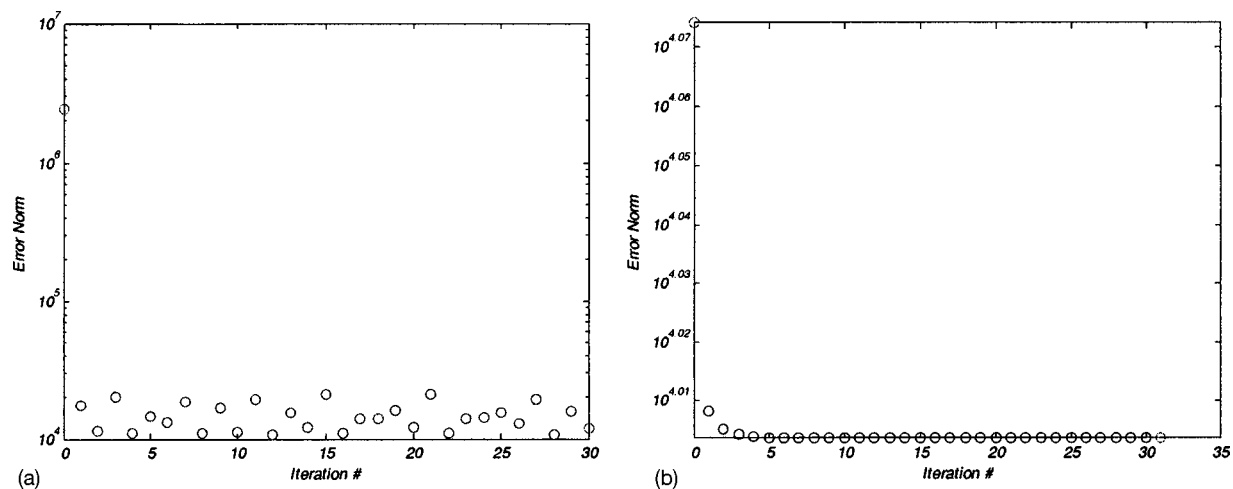 10^7
10^6
10^5
10^4
Error Norm
0 5 10 15 20 25 30
Iteration #
(a)
10^4.07
10^4.06
10^4.05
10^4.04
10^4.03
10^4.02
10^4.01
Error Norm
0 5 10 15 20 25 30 35
Iteration #
(b)